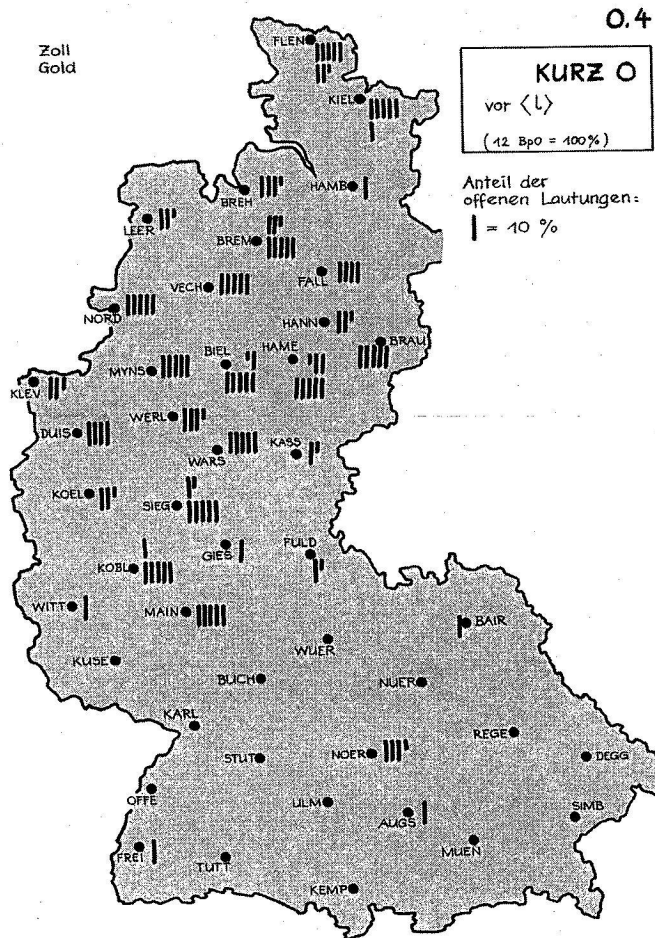 O.4
Zoll
Gold
KURZ O
vor ⟨l⟩
(12 BpO = 100%)
Anteil der
offenen Lautungen:
= 10 %
FLEN
KIEL
BREH
HAMB
LEER
BREM
FALL
VECH
NORD
HANN
BRAU
HAME
BIEL
MYNS
KLEV
WERL
DUIS
WARS
KASS
KOEL
SIEG
GIES
FULD
KOBL
WITT
MAIN
BAIR
WUER
KUSE
BUCH
NUER
KARL
REGE
STUT
NOER
DEGG
OFFE
ULM
AUGS
SIMB
FREI
TUTT
MUEN
KEMP